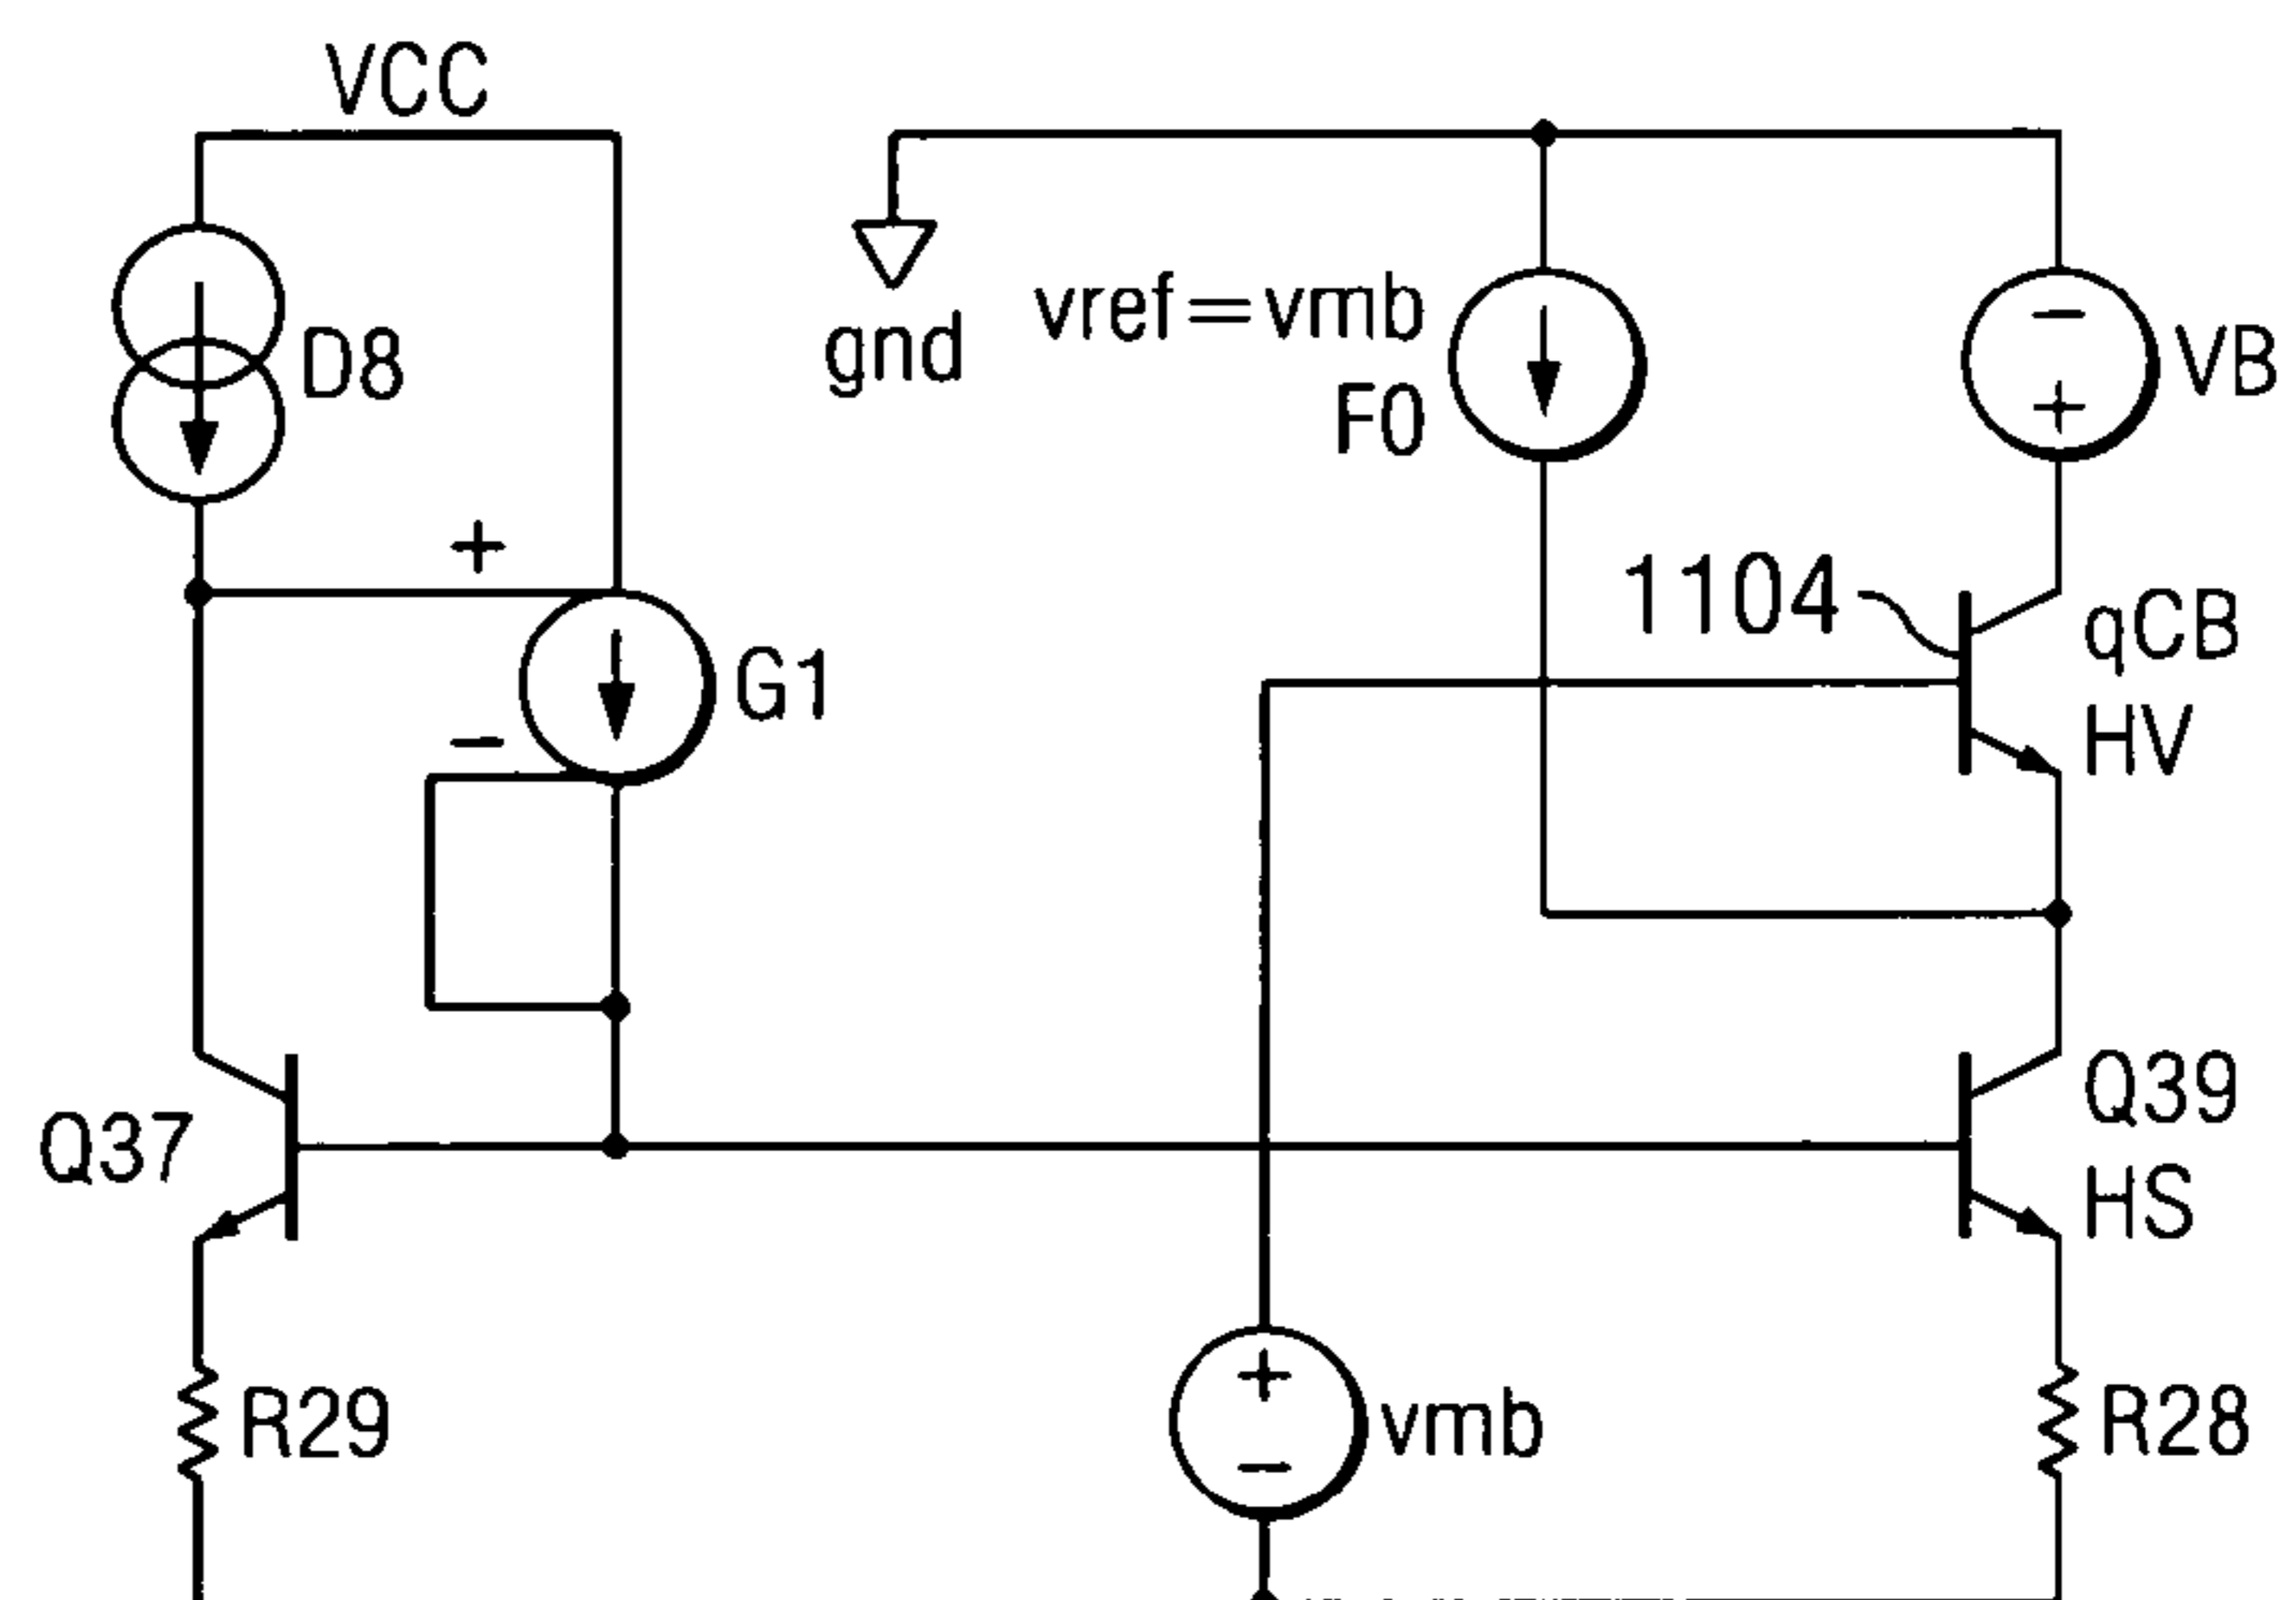 VCC
D8
+
−
G1
gnd
vref=vmb
F0
−
+
VB
1104
qCB
HV
Q37
Q39
HS
R29
+
−
vmb
R28